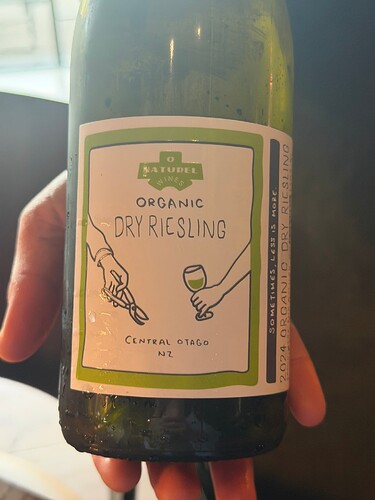 O
NATUREL
WINES
ORGANIC
DRY RIESLING
CENTRAL OTAGO
NZ
SOMETIMES, LESS IS MORE
2024 ORGANIC DRY RIESLING